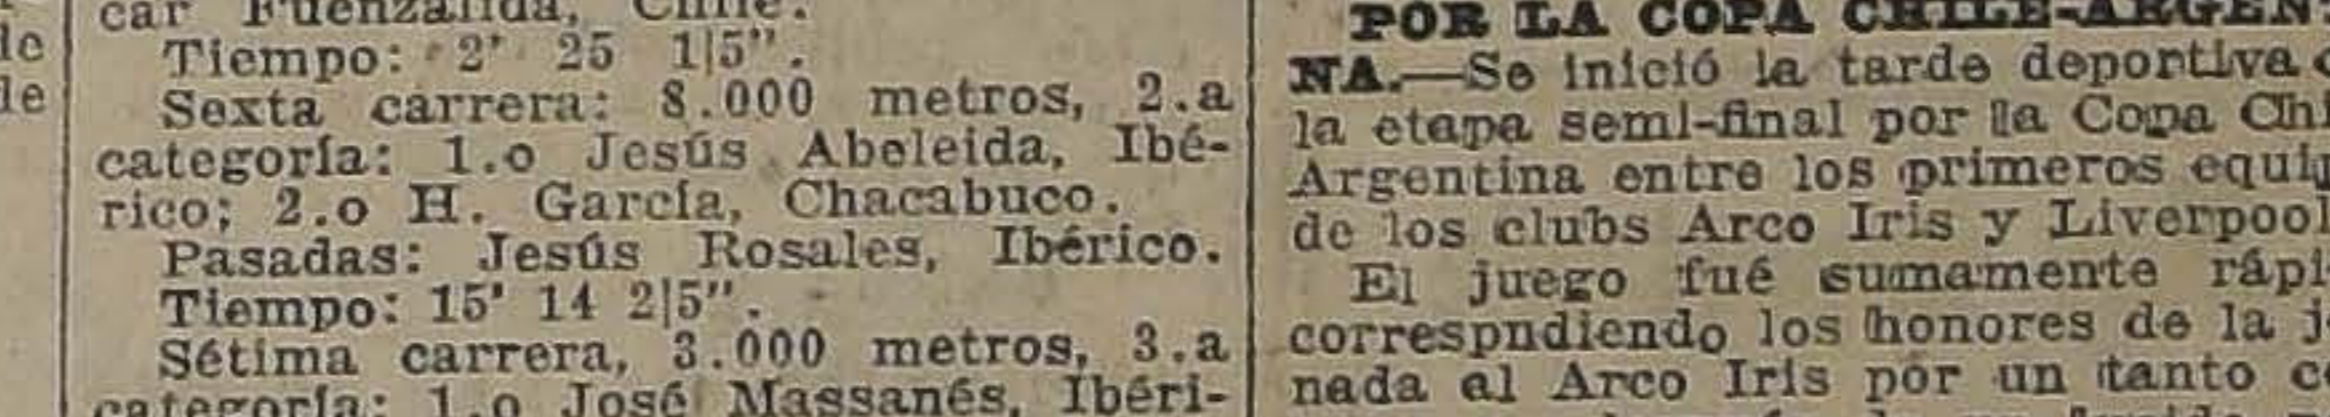 le
le
car Fuenzalida, Chile.
Tiempo: 2' 25 1|5".
Sexta carrera: 8.000 metros, 2.a
categoría: 1.o Jesús Abeleida, Ibé-
rico; 2.o H. García, Chacabuco.
Pasadas: Jesús Rosales, Ibérico.
Tiempo: 15' 14 2|5".
Sétima carrera, 3.000 metros, 3.a
categoría: 1.o José Massanés, Ibéri-
POR LA COPA CHILE-ARGEN
NA.—Se inició la tarde deportiva
la etapa semi-final por la Copa Chi
Argentina entre los primeros equip
de los clubs Arco Iris y Liverpool
El juego fué sumamente rápi
correspndiendo los honores de la j
nada al Arco Iris por un tanto c